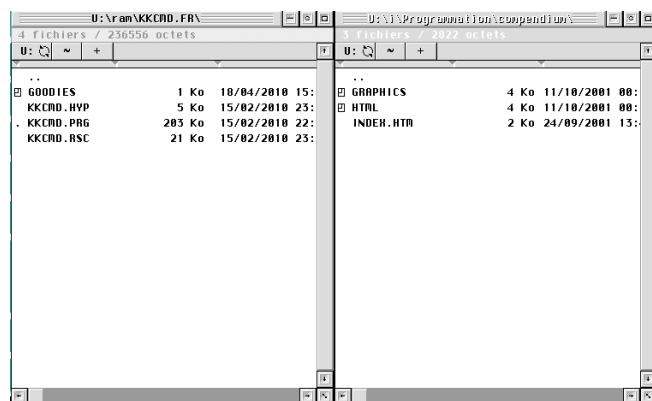 U:\ram\KKCMD.FR\
4 fichiers / 236556 octets
U: ~ +
..
GOODIES 1 Ko 18/04/2010 15:
KKCMD.HYP 5 Ko 15/02/2010 23:
. KKCMD.PRG 203 Ko 15/02/2010 22:
KKCMD.RSC 21 Ko 15/02/2010 23:
U:\i\Programmation\compendium\
3 fichiers / 2022 octets
U: ~ +
..
GRAPHICS 4 Ko 11/10/2001 00:
HTML 4 Ko 11/10/2001 00:
INDEX.HTM 2 Ko 24/09/2001 13: